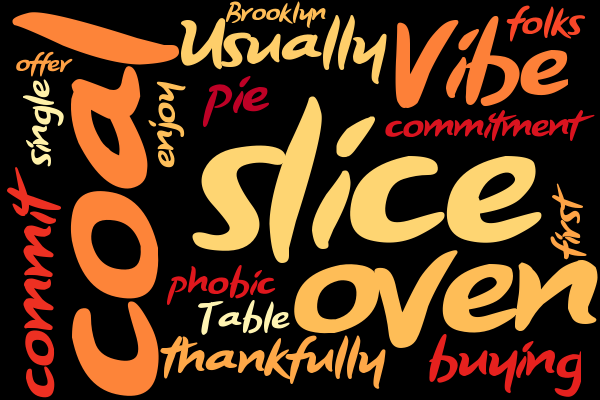 Brooklyn
folks
Usually
Vibe
offer
coal
single
enjoy
pie
commitment
slice
commit
first
phobic
oven
Table
thankfully
buying